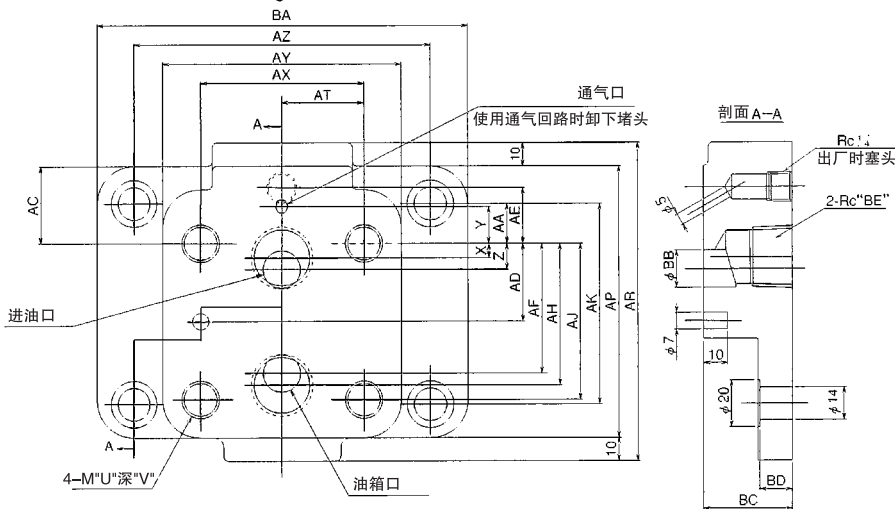 BA
AZ
AY
AX
AT
A
通气口
使用通气回路时卸下堵头
剖面 A-A
10
Rc¼
出厂时塞头
φ5
2-Rc"BE"
AC
Y
AA
AE
X
Z
AD
φBB
AF
AH
AJ
AK
AP
AR
进油口
φ7
10
φ20
φ14
10
A
4-M"U"深"V"
油箱口
BD
BC